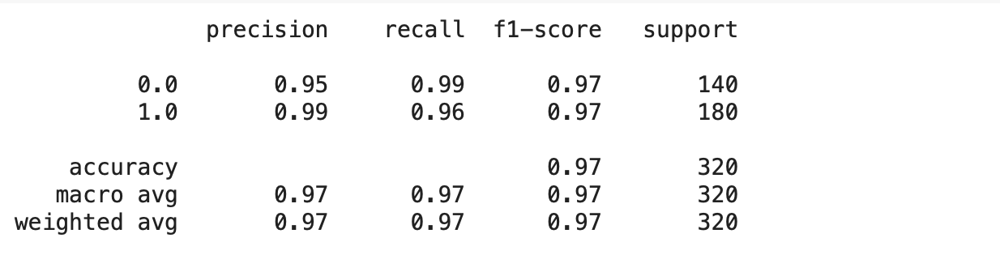 precision recall f1-score support
0.0 0.95 0.99 0.97 140
1.0 0.99 0.96 0.97 180
accuracy 0.97 320
macro avg 0.97 0.97 0.97 320
weighted avg 0.97 0.97 0.97 320